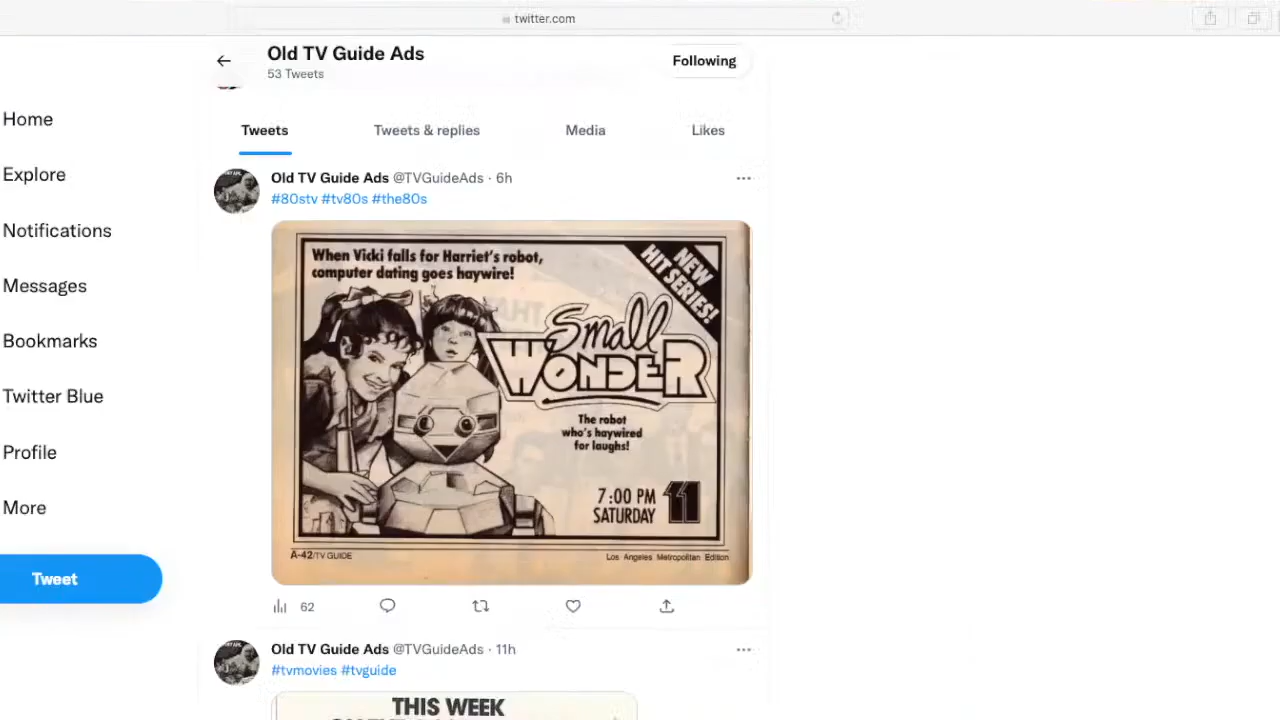 twitter.com
Old TV Guide Ads
53 Tweets
Following
Home
Explore
Notifications
Messages
Bookmarks
Twitter Blue
Profile
More
Tweet
Tweets
Tweets & replies
Media
Likes
Old TV Guide Ads @TVGuideAds · 6h
#80stv #tv80s #the80s
When Vicki falls for Harriet's robot,
computer dating goes haywire!
NEW
HIT SERIES!
Small
WONDER
The robot
who's haywired
for laughs!
7:00 PM
SATURDAY
11
A-42/TV GUIDE
Los Angeles Metropolitan Edition
62
Old TV Guide Ads @TVGuideAds · 11h
#tvmovies #tvguide
THIS WEEK